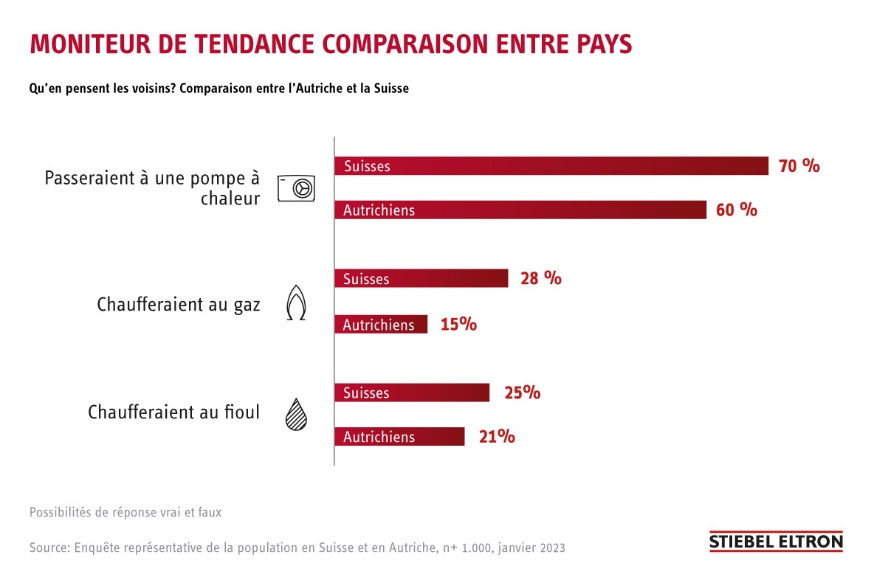 MONITEUR DE TENDANCE COMPARAISON ENTRE PAYS
Qu'en pensent les voisins? Comparaison entre l'Autriche et la Suisse
Passeraient à une pompe à
chaleur
Suisses
70 %
Autrichiens
60 %
Chaufferaient au gaz
Suisses
28 %
Autrichiens
15%
Chaufferaient au fioul
Suisses
25%
Autrichiens
21%
Possibilités de réponse vrai et faux
Source: Enquête représentative de la population en Suisse et en Autriche, n+ 1.000, janvier 2023
STIEBEL ELTRON